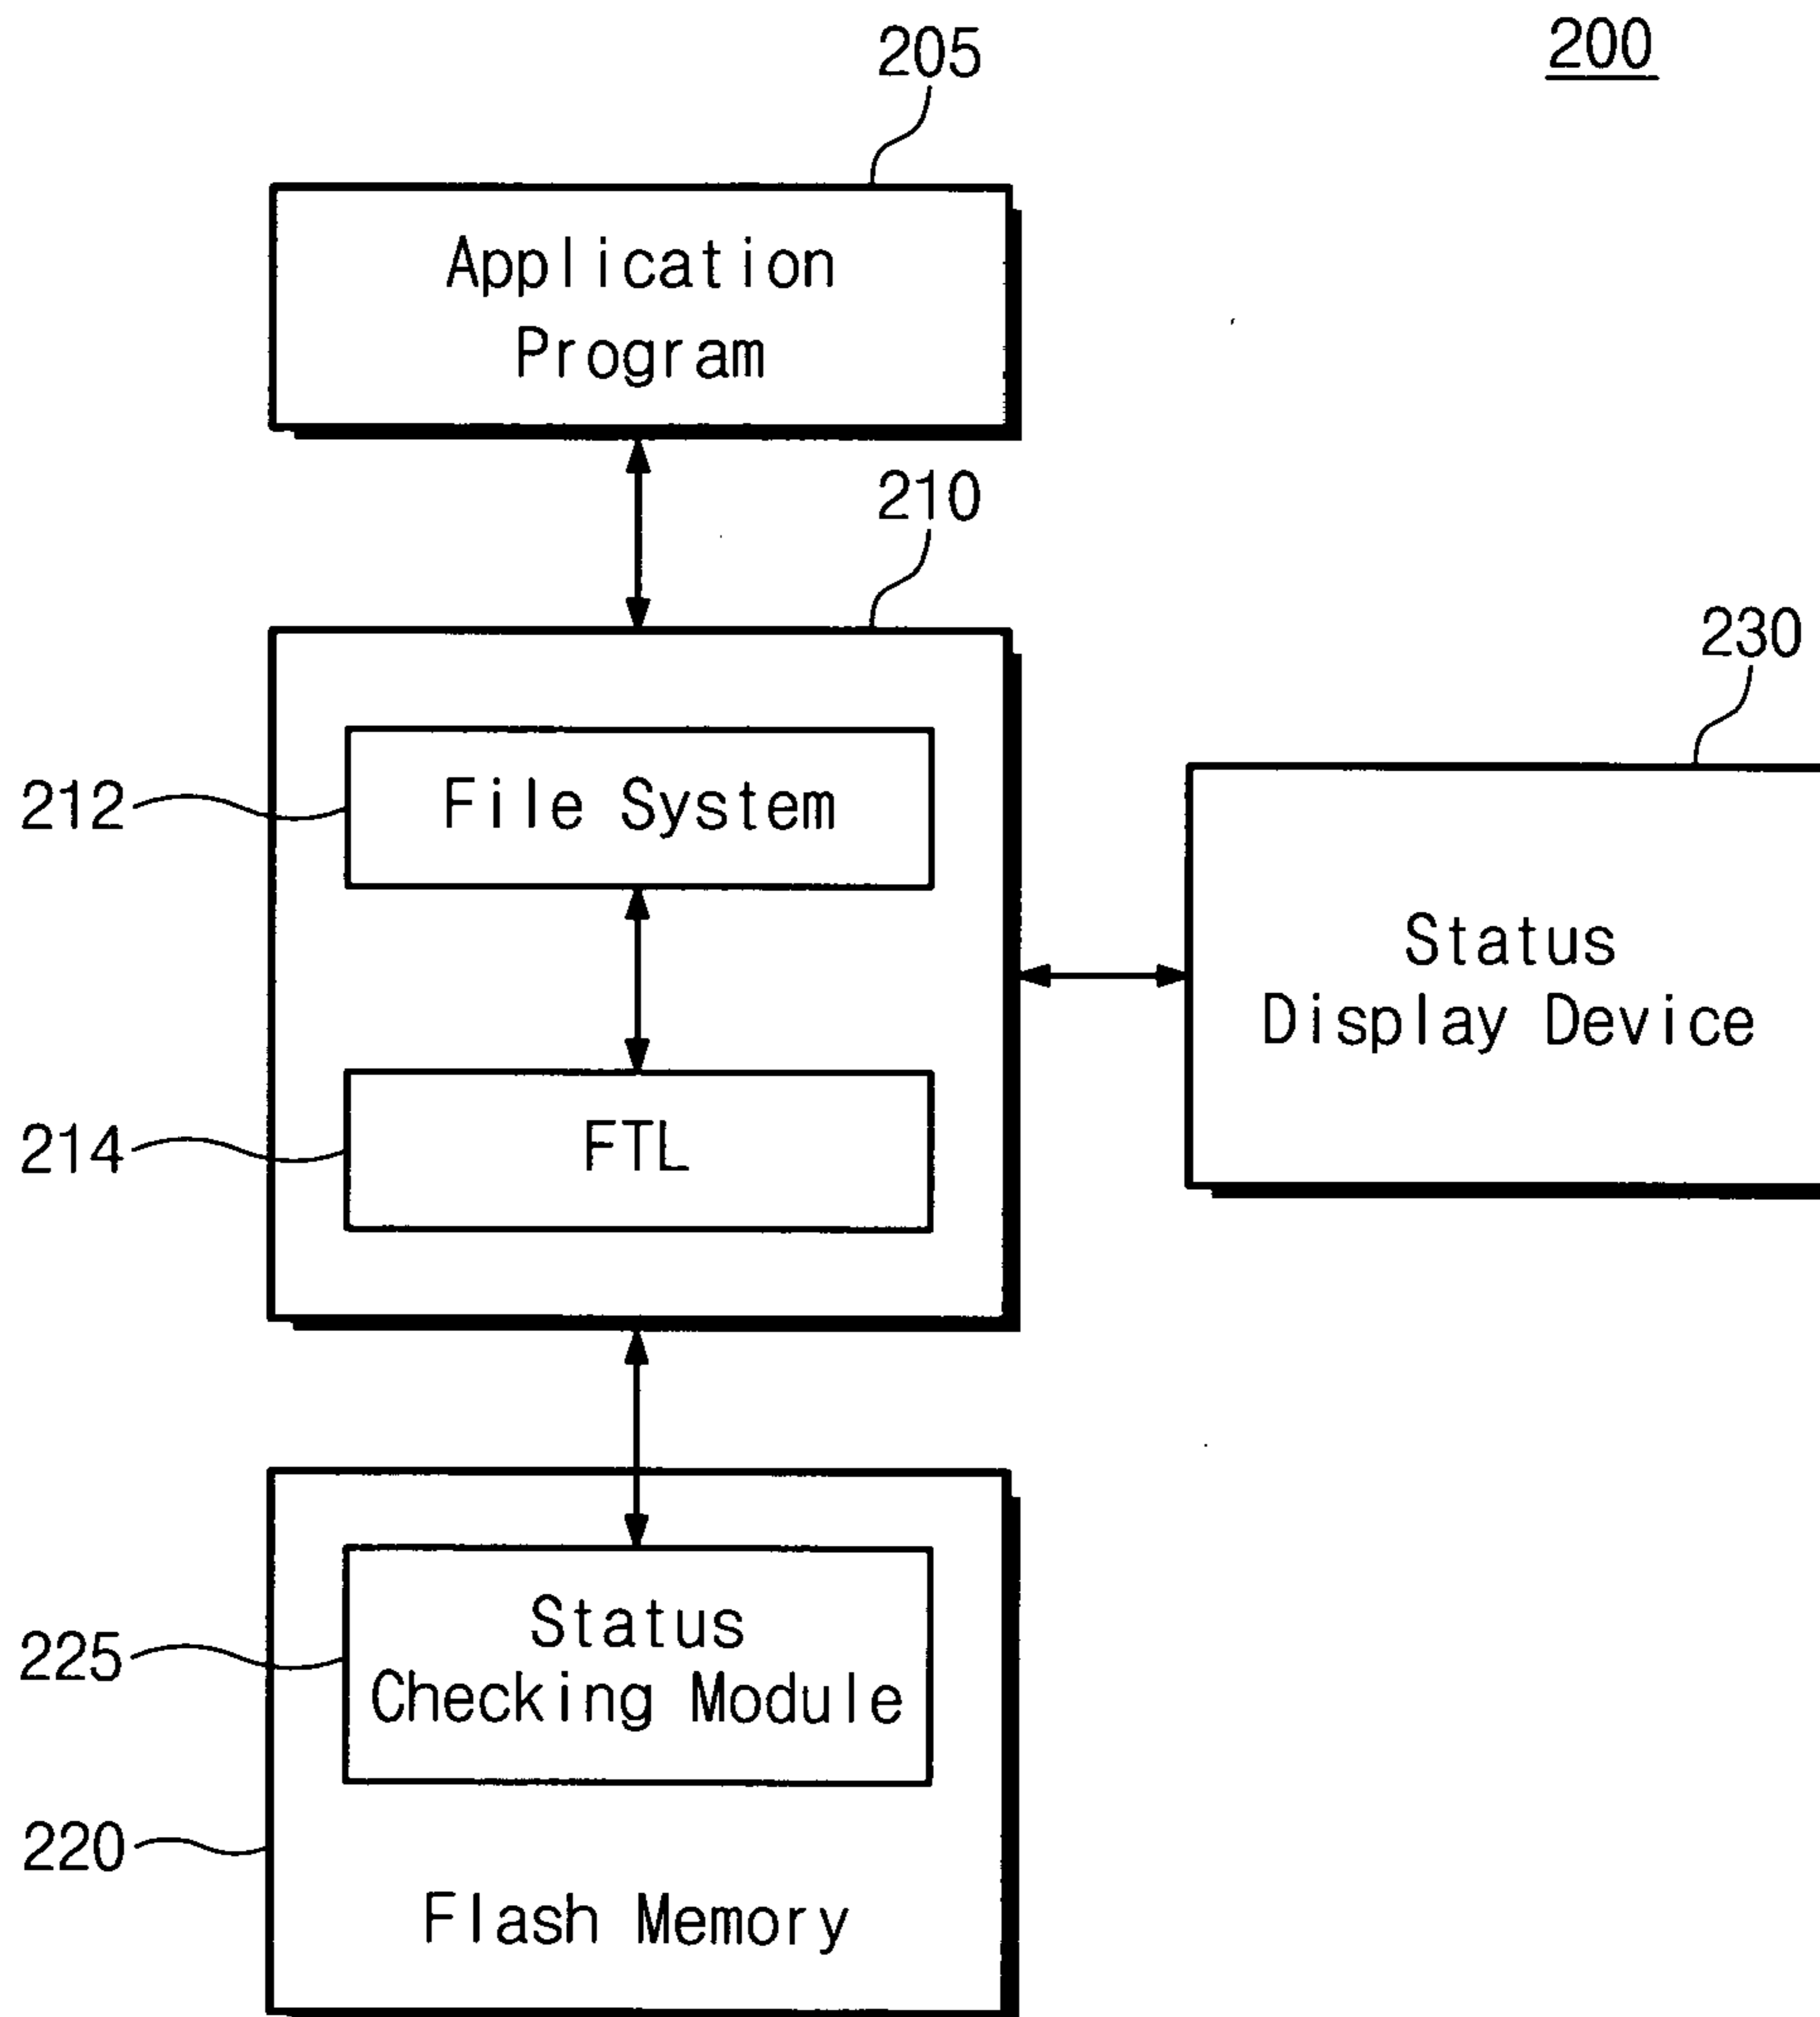 200
205
Application
Program
210
230
212
File System
Status
Display Device
214
FTL
225
Status
Checking Module
220
Flash Memory